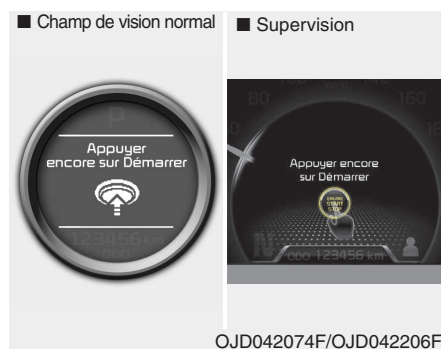 ■ Champ de vision normal
■ Supervision
P
Appuyer
encore sur Démarrer
123456 km
ODO
80
160
Appuyer encore
sur Démarrer
ENGINE
START
STOP
N
ODO 123456 km
OJD042074F/OJD042206F